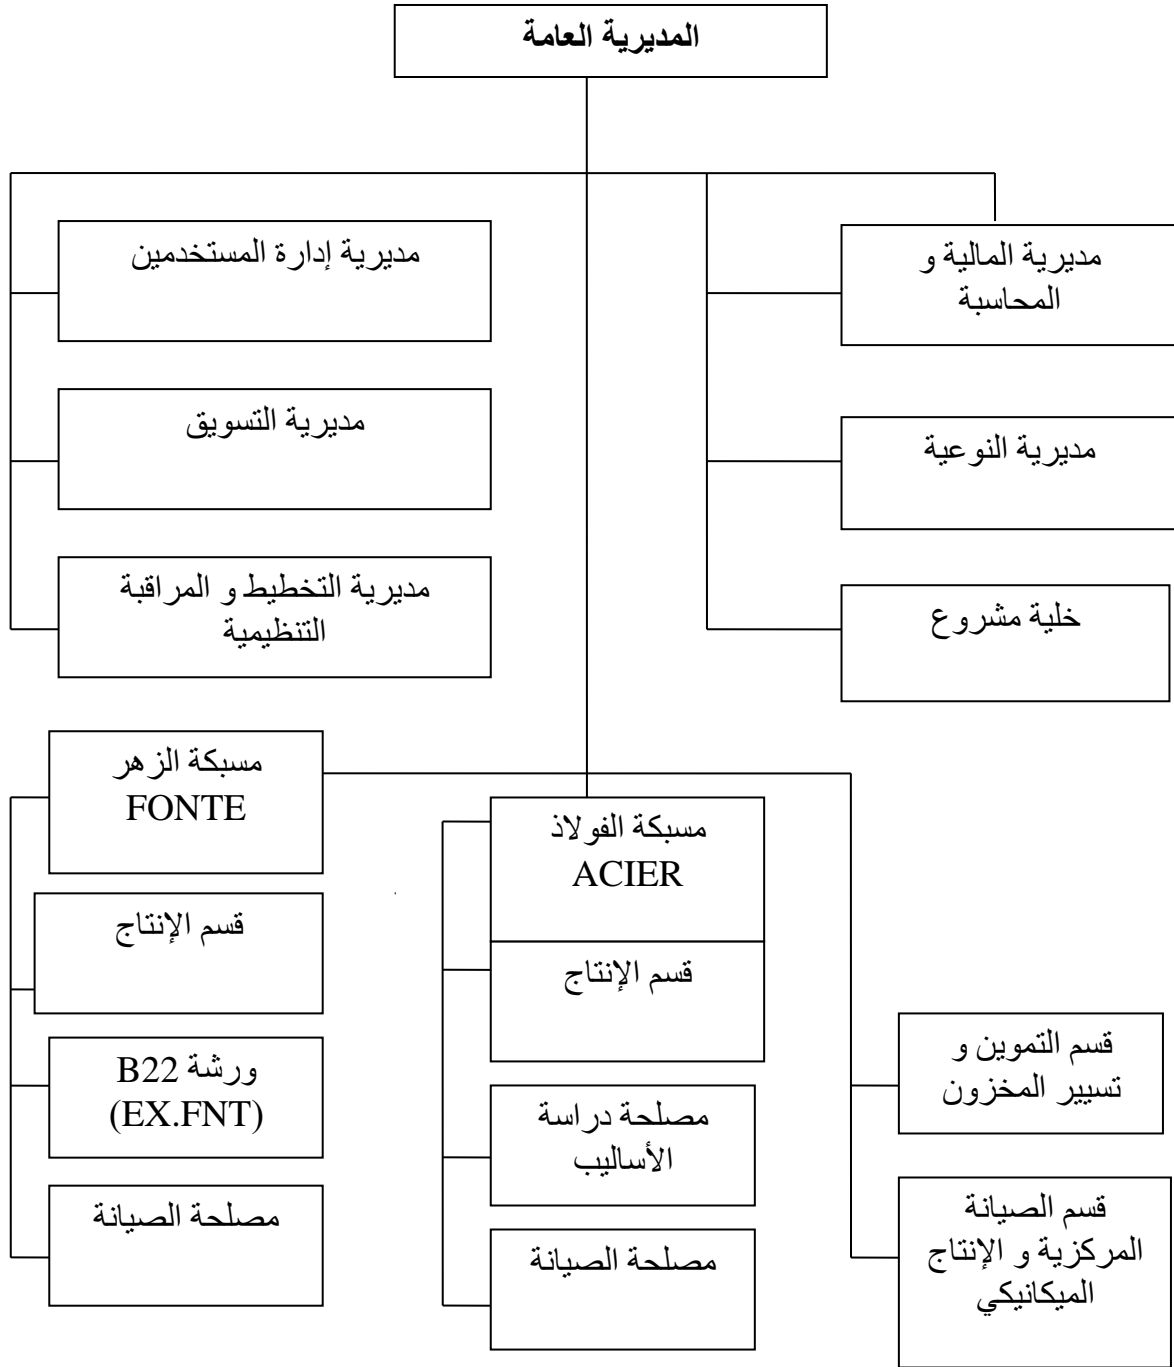 المديرية العامة
مديرية المالية و
المحاسبة
مديرية إدارة المستخدمين
مديرية النوعية
مديرية التسويق
خلية مشروع
مديرية التخطيط و المراقبة
التنظيمية
مسبكة الزهر
FONTE
مسبكة الفولاذ
ACIER
قسم الإنتاج
قسم الإنتاج
قسم التموين و
تسيير المخزون
مصلحة دراسة
الأساليب
ورشة B22
(EX.FNT)
قسم الصيانة
المركزية و الإنتاج
الميكانيكي
مصلحة الصيانة
مصلحة الصيانة